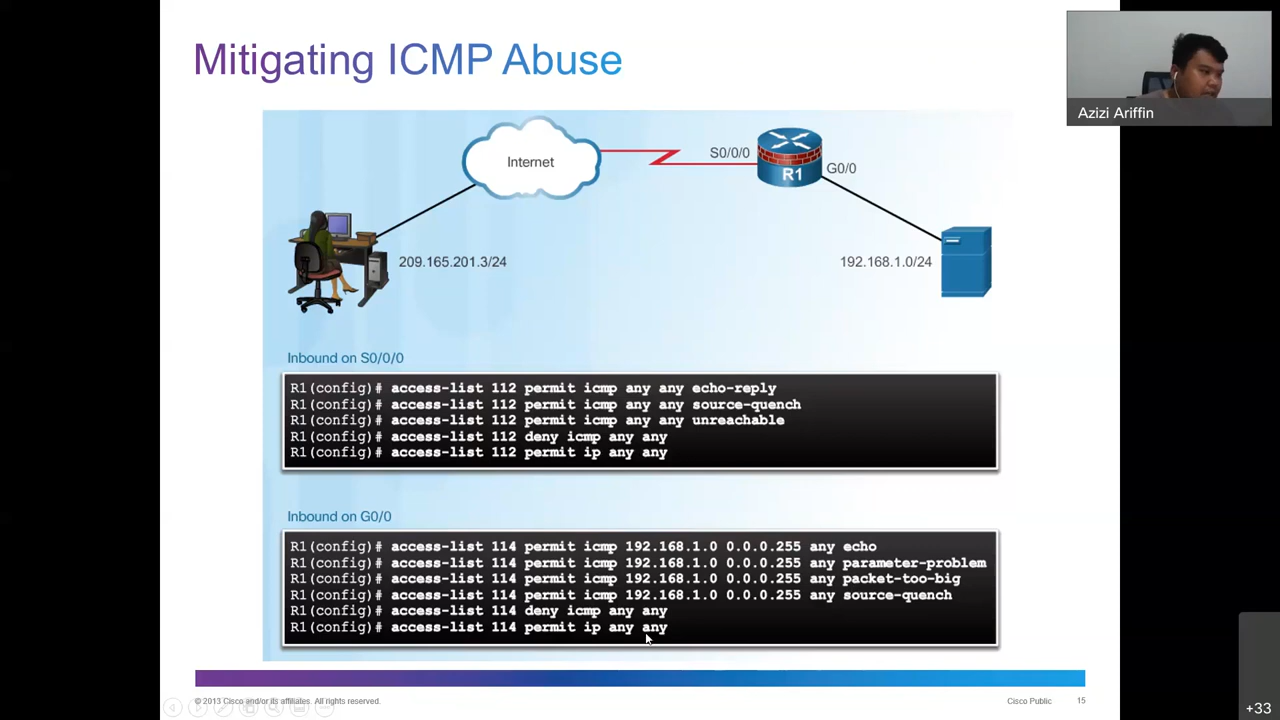 Mitigating ICMP Abuse
Azizi Ariffin
Internet
S0/0/0
R1
G0/0
209.165.201.3/24
192.168.1.0/24
Inbound on S0/0/0
R1(config)# access-list 112 permit icmp any any echo-reply
R1(config)# access-list 112 permit icmp any any source-quench
R1(config)# access-list 112 permit icmp any any unreachable
R1(config)# access-list 112 deny icmp any any
R1(config)# access-list 112 permit ip any any
Inbound on G0/0
R1(config)# access-list 114 permit icmp 192.168.1.0 0.0.0.255 any echo
R1(config)# access-list 114 permit icmp 192.168.1.0 0.0.0.255 any parameter-problem
R1(config)# access-list 114 permit icmp 192.168.1.0 0.0.0.255 any packet-too-big
R1(config)# access-list 114 permit icmp 192.168.1.0 0.0.0.255 any source-quench
R1(config)# access-list 114 deny icmp any any
R1(config)# access-list 114 permit ip any any
© 2013 Cisco and/or its affiliates. All rights reserved.
Cisco Public
15
+33